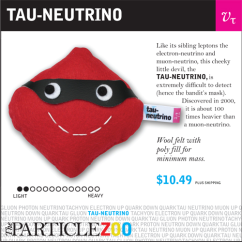 TAU-NEUTRINO
ντ
Like its sibling leptons the
electron-neutrino and
muon-neutrino, this cheeky
little devil, the
TAU-NEUTRINO, is
extremely difficult to detect
(hence the bandit's mask).
Discovered in 2000,
it is about 100
times heavier than
a muon-neutrino.
tau-
neutrino
Wool felt with
poly fill for
minimum mass.
$10.49 PLUS SHIPPING
LIGHT HEAVY
TAU-NEUTRINO
The PARTICLE ZOO